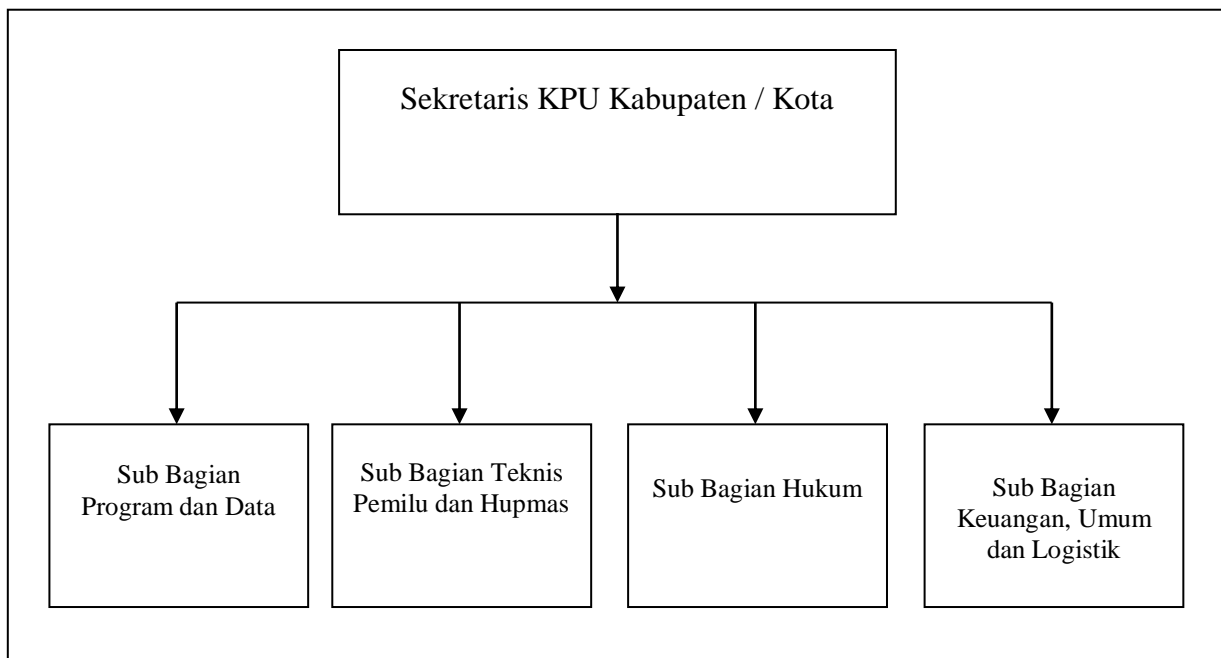 Sekretaris KPU Kabupaten / Kota
Sub Bagian
Program dan Data
Sub Bagian Teknis
Pemilu dan Hupmas
Sub Bagian Hukum
Sub Bagian
Keuangan, Umum
dan Logistik